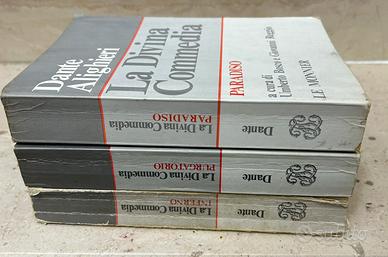 Dante
Alighieri
La Divina
Commedia
PARADISO
a cura di
Umberto Bosco e Giovanni Reggio
LE MONNIER
Dante
La Divina Commedia
PARADISO
Dante
La Divina Commedia
PURGATORIO
Dante
La Divina Commedia
INFERNO